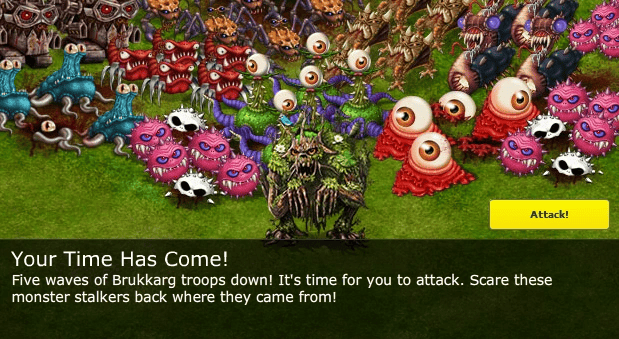 Attack!
Your Time Has Come!
Five waves of Brukkarg troops down! It's time for you to attack. Scare these
monster stalkers back where they came from!